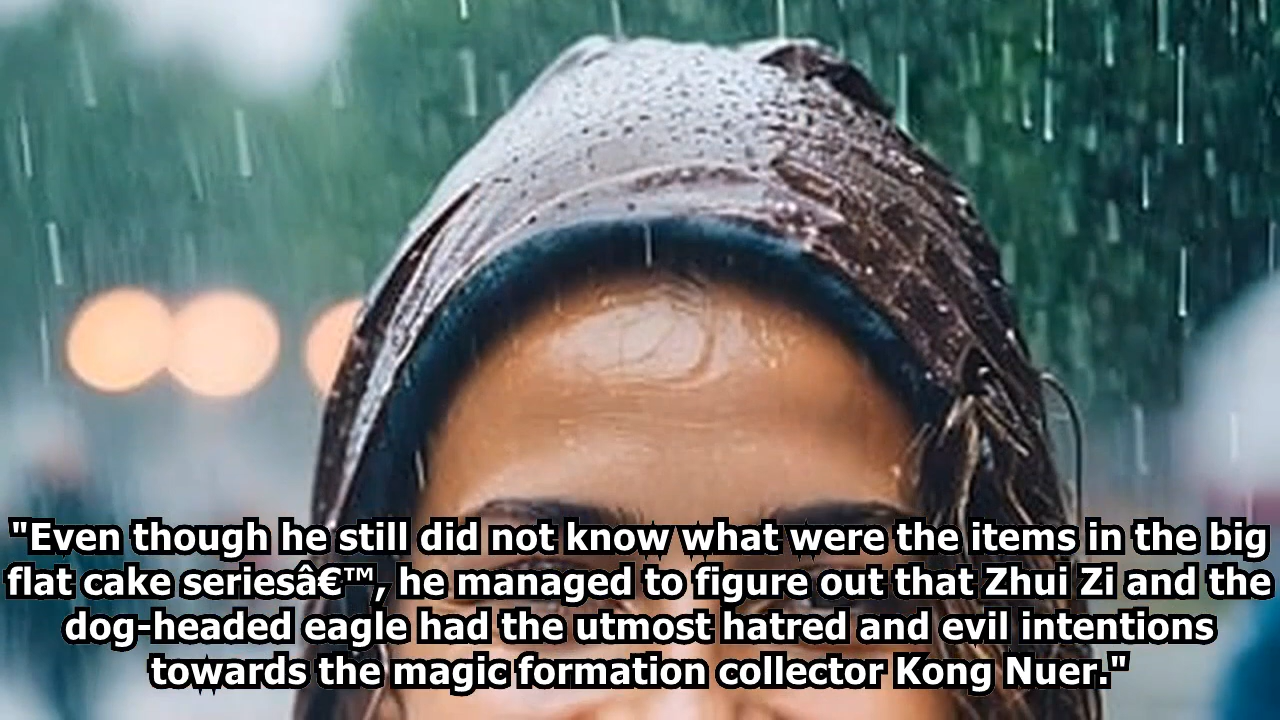 "Even though he still did not know what were the items in the big
flat cake seriesâ€™, he managed to figure out that Zhui Zi and the
dog-headed eagle had the utmost hatred and evil intentions
towards the magic formation collector Kong Nuer."